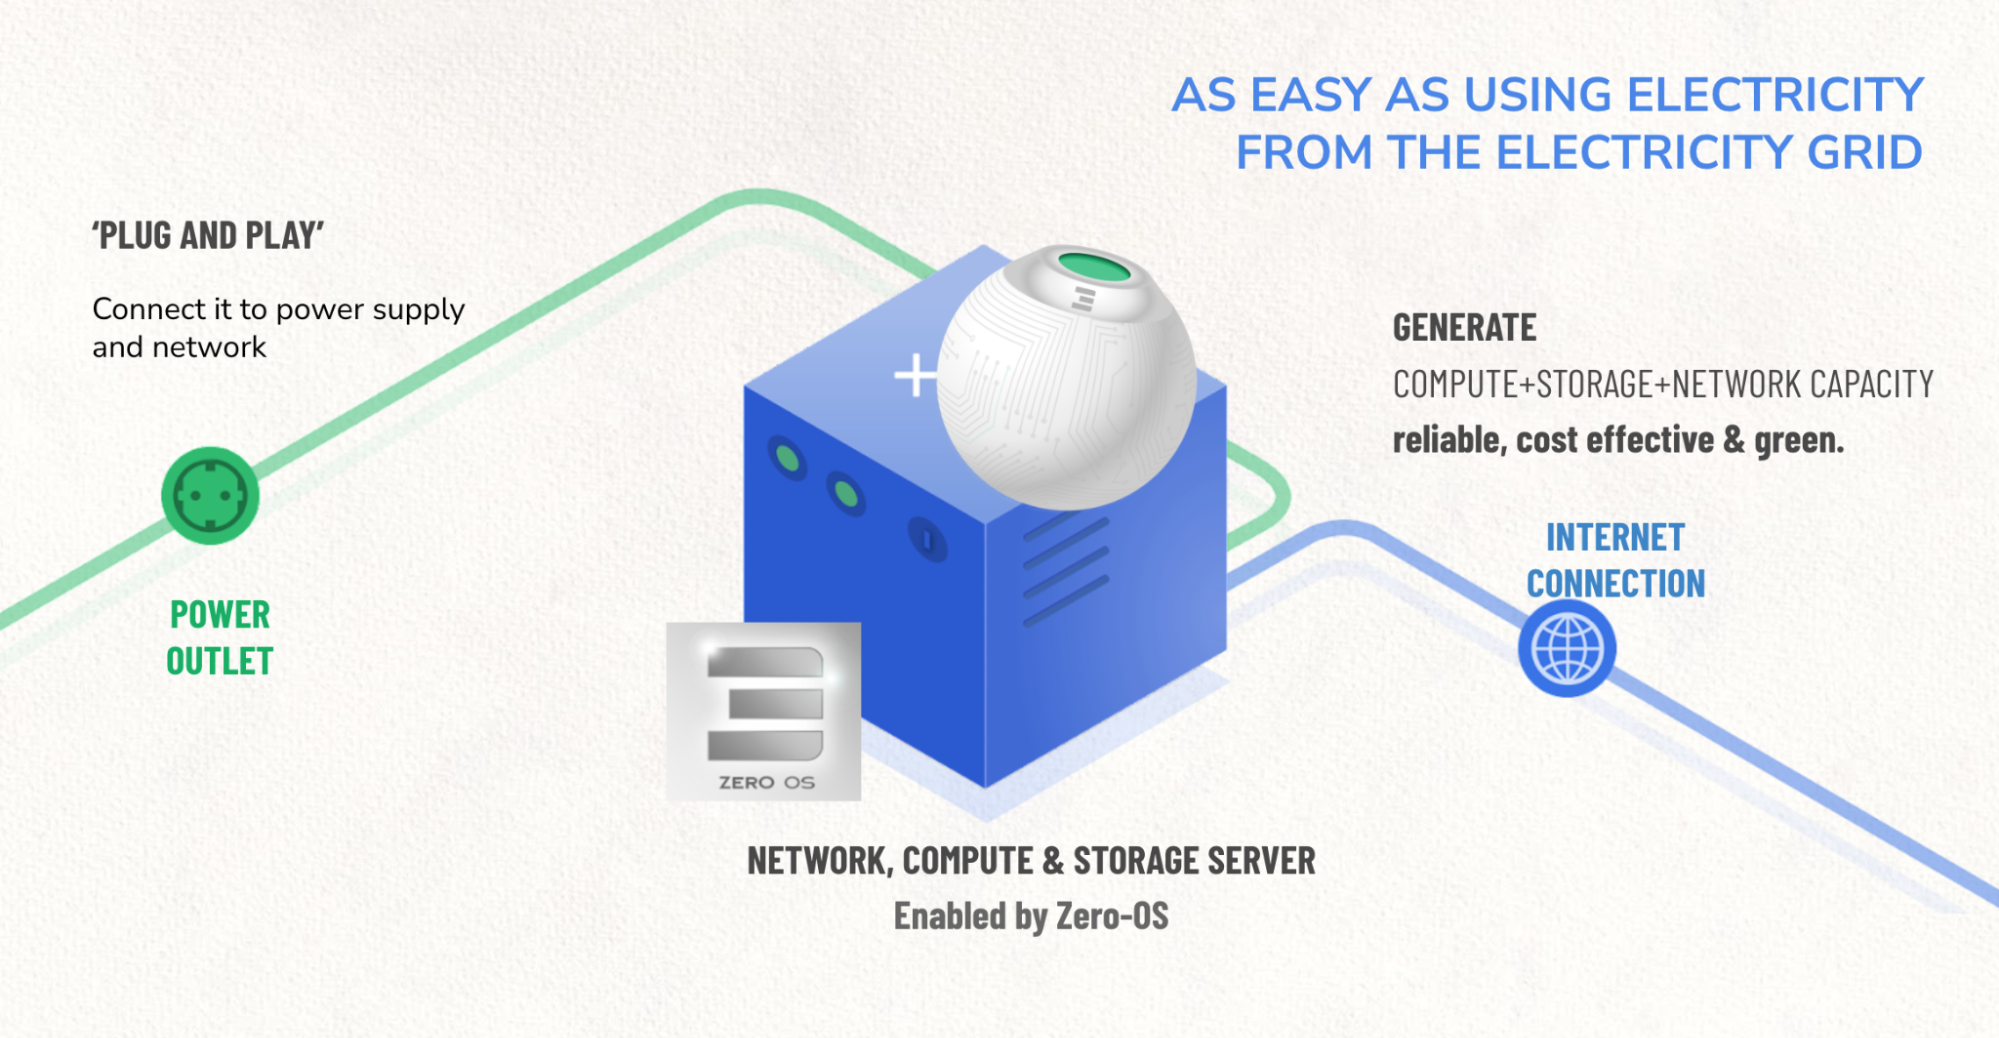 AS EASY AS USING ELECTRICITY
FROM THE ELECTRICITY GRID
‘PLUG AND PLAY’
Connect it to power supply
and network
GENERATE
COMPUTE+STORAGE+NETWORK CAPACITY
reliable, cost effective & green.
INTERNET
CONNECTION
POWER
OUTLET
ZERO OS
NETWORK, COMPUTE & STORAGE SERVER
Enabled by Zero-OS